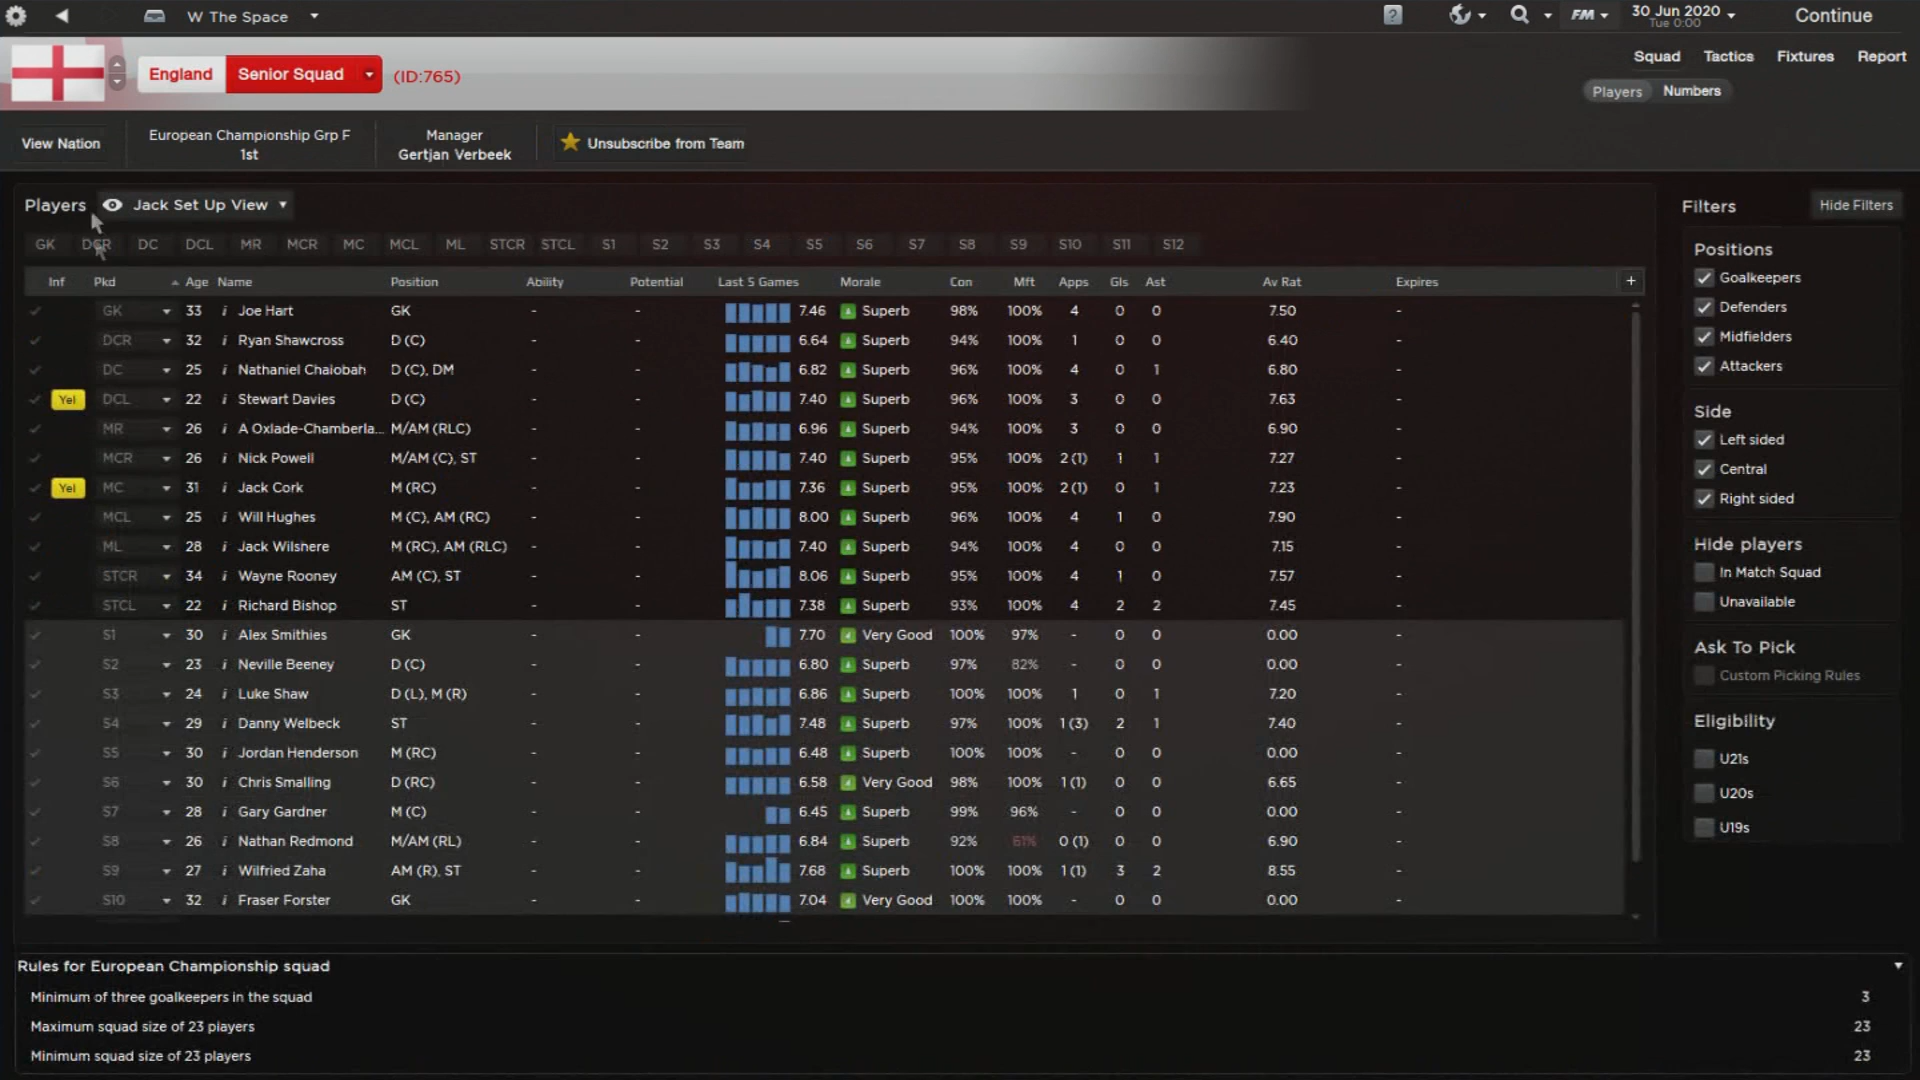 W The Space
? FM 30 Jun 2020 Continue
Tue 0:00
England Senior Squad (ID:765)
Squad Tactics Fixtures Report
Players Numbers
View Nation
European Championship Grp F
1st
Manager
Gertjan Verbeek
Unsubscribe from Team
Players Jack Set Up View
GK DCR DC DCL MR MCR MC MCL ML STCR STCL S1 S2 S3 S4 S5 S6 S7 S8 S9 S10 S11 S12
Inf Pkd Age Name Position Ability Potential Last 5 Games Morale Con Mft Apps Gls Ast Av Rat Expires +
GK 33 i Joe Hart GK - - 7.46 Superb 98% 100% 4 0 0 7.50 -
DCR 32 i Ryan Shawcross D (C) - - 6.64 Superb 94% 100% 1 0 0 6.40 -
DC 25 i Nathaniel Chalobah D (C), DM - - 6.82 Superb 96% 100% 4 0 1 6.80 -
Yel DCL 22 i Stewart Davies D (C) - - 7.40 Superb 96% 100% 3 0 0 7.63 -
MR 26 i A Oxlade-Chamberla... M/AM (RLC) - - 6.96 Superb 94% 100% 3 0 0 6.90 -
MCR 26 i Nick Powell M/AM (C), ST - - 7.40 Superb 95% 100% 2 (1) 1 1 7.27 -
Yel MC 31 i Jack Cork M (RC) - - 7.36 Superb 95% 100% 2 (1) 0 1 7.23 -
MCL 25 i Will Hughes M (C), AM (RC) - - 8.00 Superb 96% 100% 4 1 0 7.90 -
ML 28 i Jack Wilshere M (RC), AM (RLC) - - 7.40 Superb 94% 100% 4 0 0 7.15 -
STCR 34 i Wayne Rooney AM (C), ST - - 8.06 Superb 95% 100% 4 1 0 7.57 -
STCL 22 i Richard Bishop ST - - 7.38 Superb 93% 100% 4 2 2 7.45 -
S1 30 i Alex Smithies GK - - 7.70 Very Good 100% 97% - 0 0 0.00 -
S2 23 i Neville Beeney D (C) - - 6.80 Superb 97% 82% - 0 0 0.00 -
S3 24 i Luke Shaw D (L), M (R) - - 6.86 Superb 100% 100% 1 0 1 7.20 -
S4 29 i Danny Welbeck ST - - 7.48 Superb 97% 100% 1 (3) 2 1 7.40 -
S5 30 i Jordan Henderson M (RC) - - 6.48 Superb 100% 100% - 0 0 0.00 -
S6 30 i Chris Smalling D (RC) - - 6.58 Very Good 98% 100% 1 (1) 0 0 6.65 -
S7 28 i Gary Gardner M (C) - - 6.45 Superb 99% 96% - 0 0 0.00 -
S8 26 i Nathan Redmond M/AM (RL) - - 6.84 Superb 92% 61% 0 (1) 0 0 6.90 -
S9 27 i Wilfried Zaha AM (R), ST - - 7.68 Superb 100% 100% 1 (1) 3 2 8.55 -
S10 32 i Fraser Forster GK - - 7.04 Very Good 100% 100% - 0 0 0.00 -
Filters Hide Filters
Positions
Goalkeepers
Defenders
Midfielders
Attackers
Side
Left sided
Central
Right sided
Hide players
In Match Squad
Unavailable
Ask To Pick
Custom Picking Rules
Eligibility
U21s
U20s
U19s
Rules for European Championship squad
Minimum of three goalkeepers in the squad 3
Maximum squad size of 23 players 23
Minimum squad size of 23 players 23